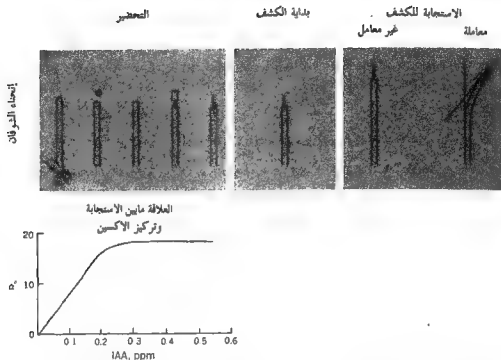 التحضير
بداية الكشف
الاستجابة للكشف
غير معامل
معاملة
إنحناء الشوفان
العلاقة مابين الاستجابة
وتركيز الاكسين
20
10
0
0 1
0.2
0.3
0.4
0.5
0.6
IAA, ppm